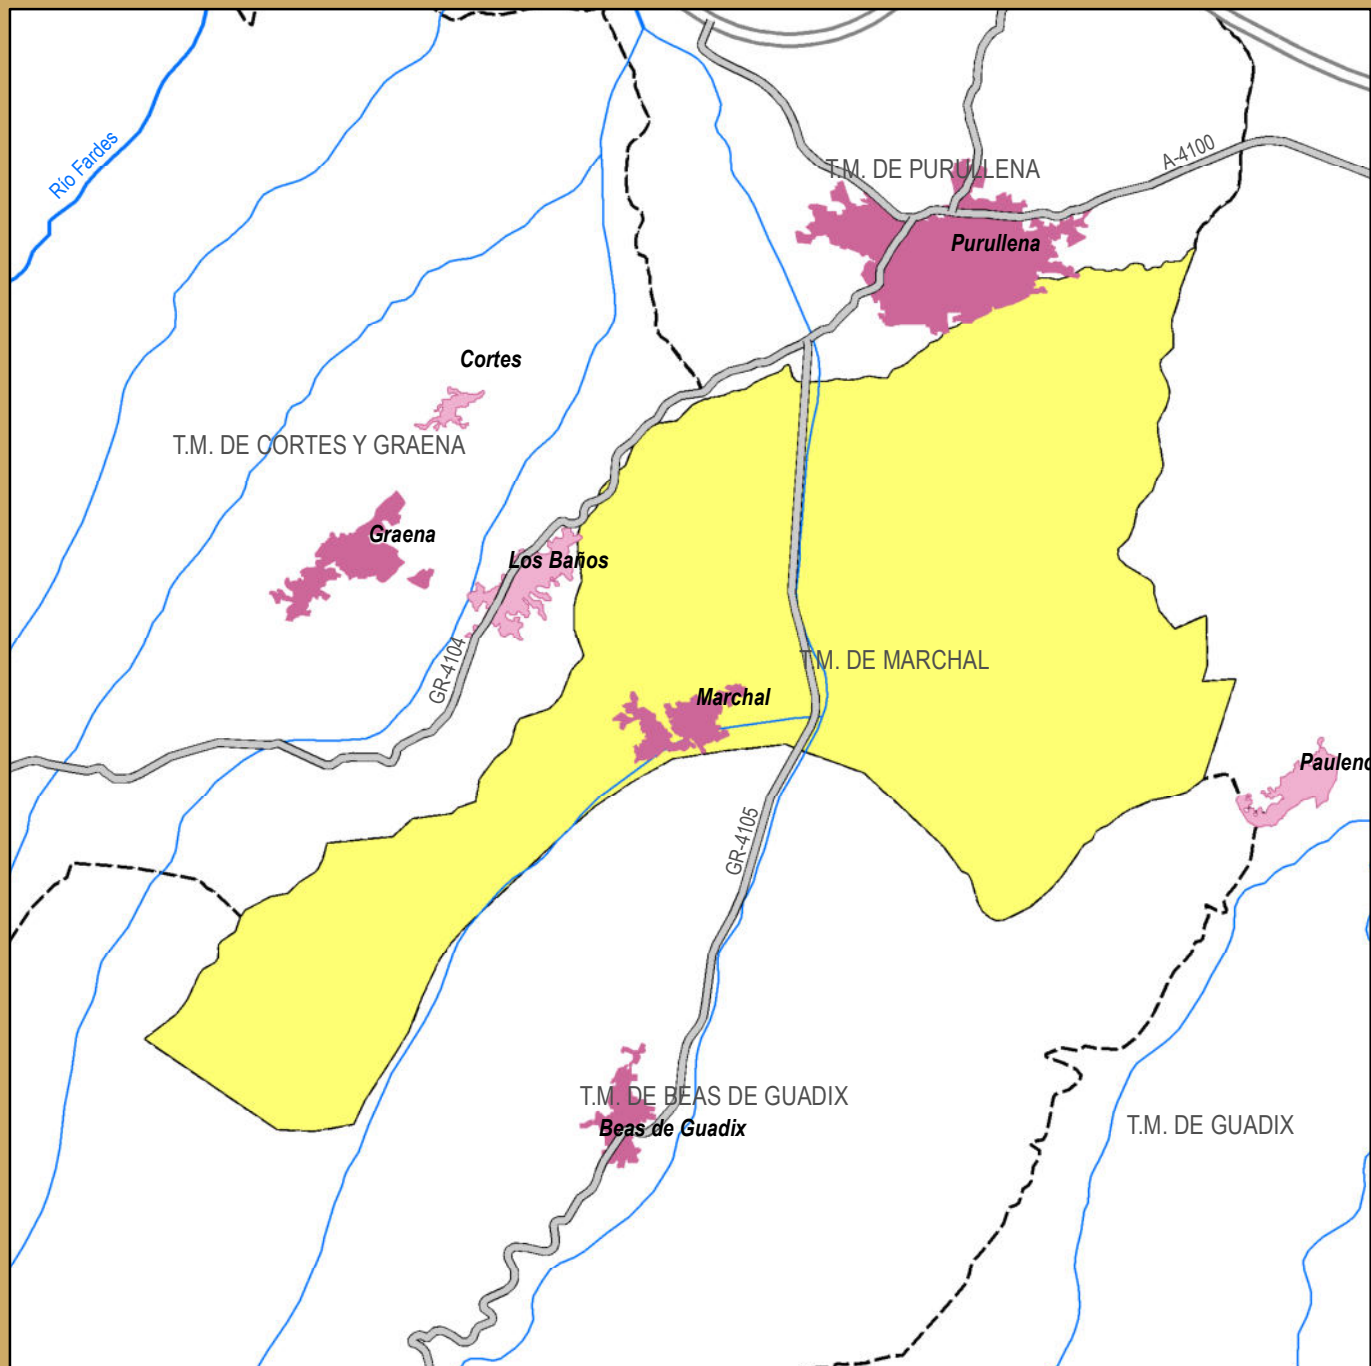 Río Fardes
A-4100
T.M. DE PURULLENA
Purullena
Cortes
T.M. DE CORTES Y GRAENA
Graena
Los Baños
GR-4104
T.M. DE MARCHAL
Marchal
Paulenc
GR-4105
T.M. DE BEAS DE GUADIX
Beas de Guadix
T.M. DE GUADIX